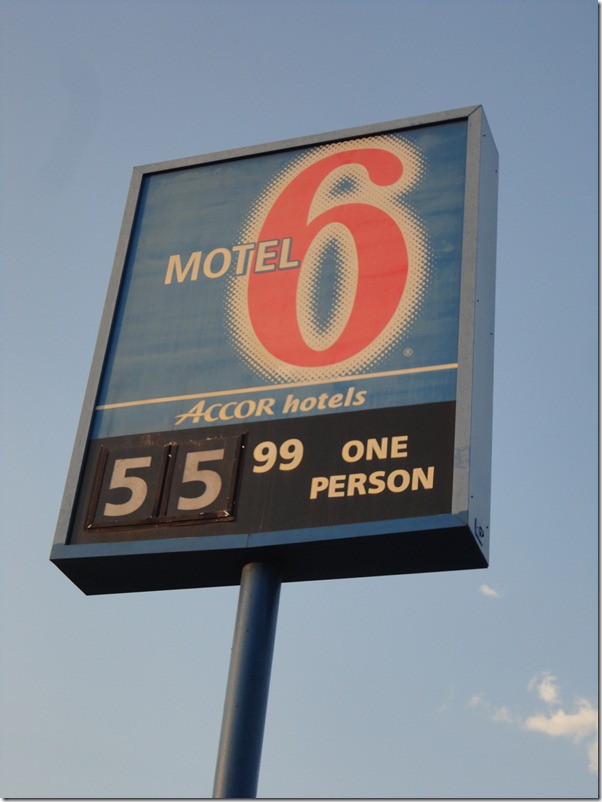 MOTEL 6
®
ACCOR hotels
55 99 ONE
PERSON